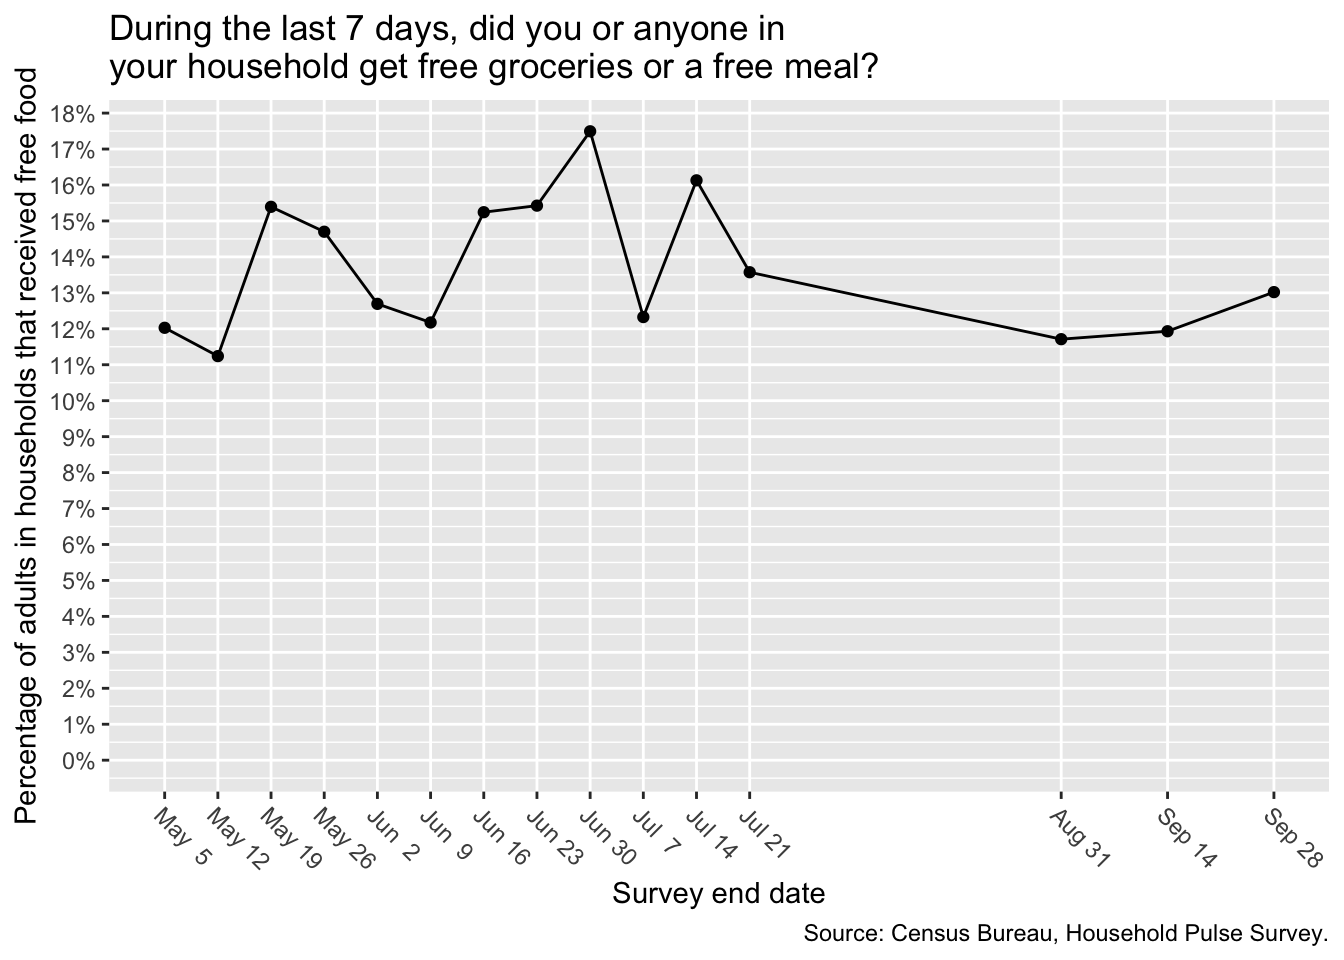 During the last 7 days, did you or anyone in
your household get free groceries or a free meal?
Percentage of adults in households that received free food
18%
17%
16%
15%
14%
13%
12%
11%
10%
9%
8%
7%
6%
5%
4%
3%
2%
1%
0%
May 5
May 12
May 19
May 26
Jun 2
Jun 9
Jun 16
Jun 23
Jun 30
Jul 7
Jul 14
Jul 21
Aug 31
Sep 14
Sep 28
Survey end date
Source: Census Bureau, Household Pulse Survey.